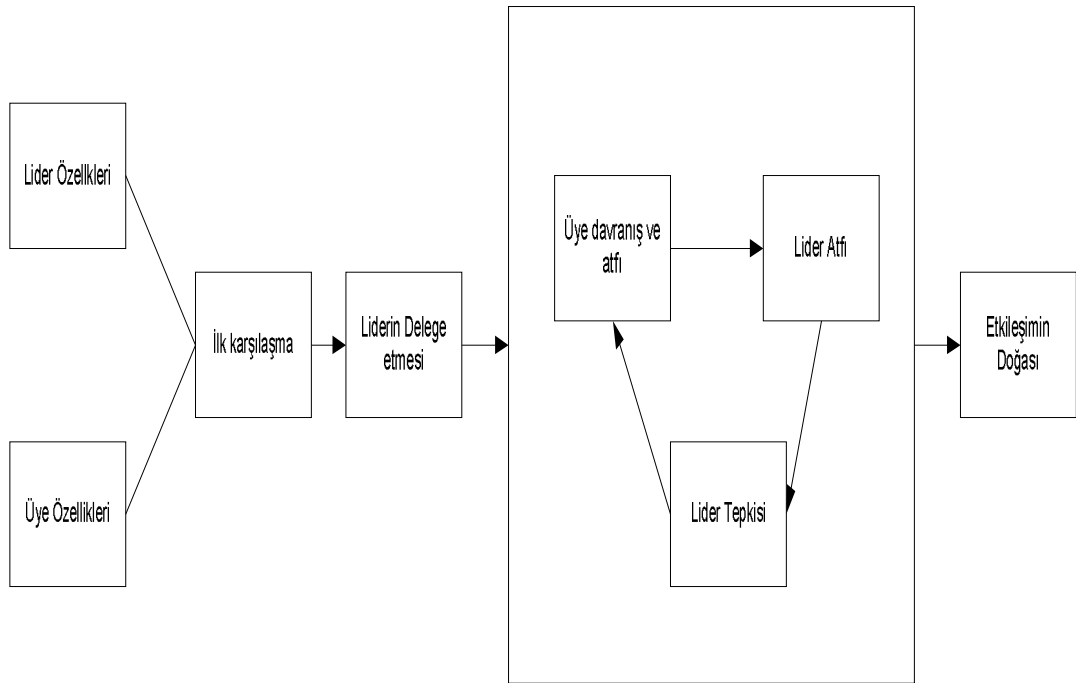 Lider Özellkleri
Üye Özellikleri
İlk karşılaşma
Liderin Delege
etmesi
Üye davranış ve
atfı
Lider Atfı
Lider Tepkisi
Etkileşimin
Doğası